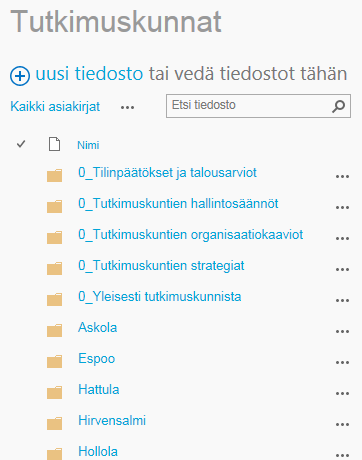 Tutkimuskunnat
uusi tiedosto tai vedä tiedostot tähän
Kaikki asiakirjat ••• Etsi tiedosto
Nimi
0_Tilinpäätökset ja talousarviot
0_Tutkimuskuntien hallintosäännöt
0_Tutkimuskuntien organisaatiokaaviot
0_Tutkimuskuntien strategiat
0_Yleisesti tutkimuskunnista
Askola
Espoo
Hattula
Hirvensalmi
Hollola